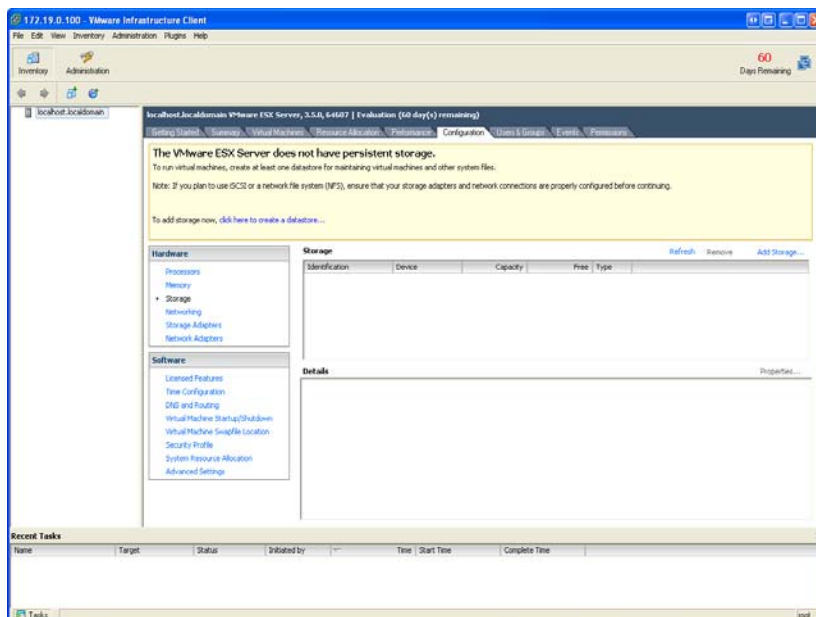 172.19.0.100 - VMware Infrastructure Client
File Edit View Inventory Administration Plugins Help
Inventory Administration
60
Days Remaining
localhost.localdomain
localhost.localdomain VMware ESX Server, 3.5.0, 64607 | Evaluation (60 day(s) remaining)
Getting Started Summary Virtual Machines Resource Allocation Performance Configuration Users & Groups Events Permissions
The VMware ESX Server does not have persistent storage.
To run virtual machines, create at least one datastore for maintaining virtual machines and other system files.
Note: If you plan to use iSCSI or a network file system (NFS), ensure that your storage adapters and network connections are properly configured before continuing.
To add storage now, click here to create a datastore...
Hardware
Processors
Memory
Storage
Networking
Storage Adapters
Network Adapters
Software
Licensed Features
Time Configuration
DNS and Routing
Virtual Machine Startup/Shutdown
Virtual Machine Swapfile Location
Security Profile
System Resource Allocation
Advanced Settings
Storage Refresh Remove Add Storage...
Identification Device Capacity Free Type
Details Properties...
Recent Tasks
Name Target Status Initiated by Time Start Time Complete Time
Tasks root